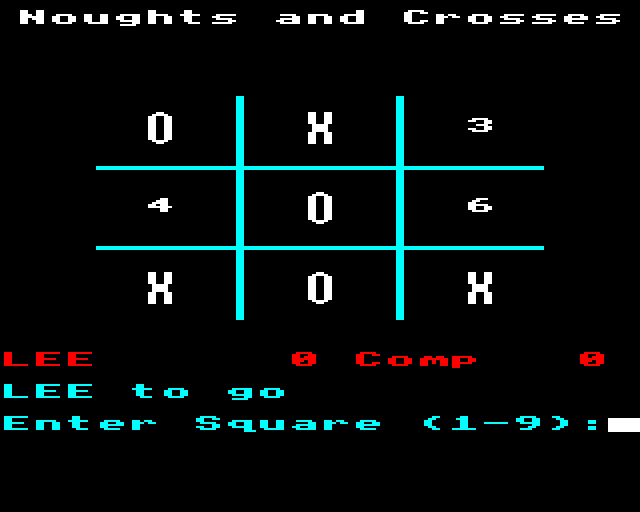 Noughts and Crosses
O X 3
4 O 6
X O X
LEE 0 Comp 0
LEE to go
Enter Square (1-9):